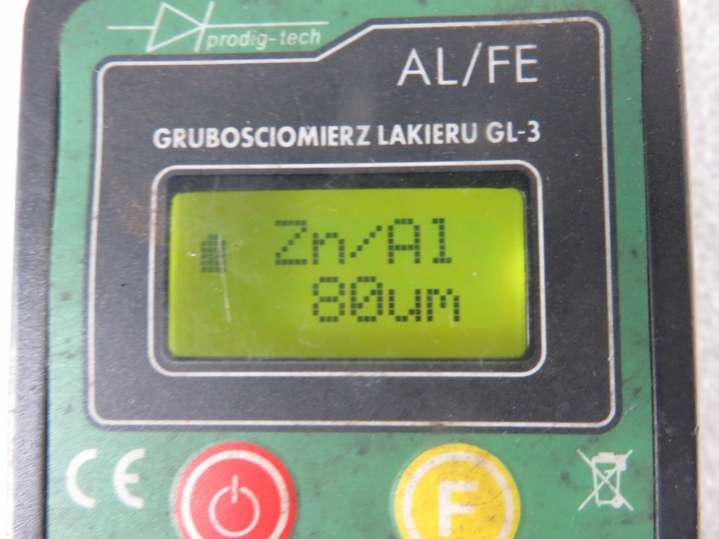 prodig-tech
AL/FE
GRUBOSCIOMIERZ LAKIERU GL-3
Zn/Al
80um
CE
F